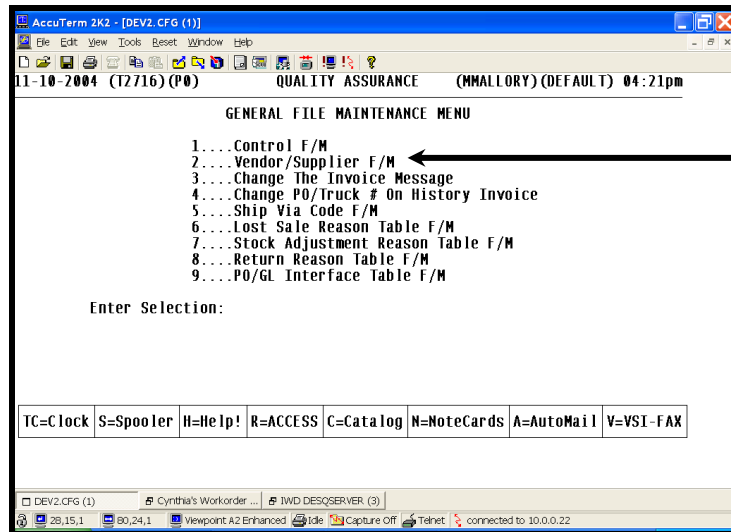 AccuTerm 2K2 - [DEV2.CFG (1)]
File Edit View Tools Reset Window Help
11-10-2004 (T2716)(P0) QUALITY ASSURANCE (MMALLORY)(DEFAULT) 04:21pm
GENERAL FILE MAINTENANCE MENU
1....Control F/M
2....Vendor/Supplier F/M
3....Change The Invoice Message
4....Change PO/Truck # On History Invoice
5....Ship Via Code F/M
6....Lost Sale Reason Table F/M
7....Stock Adjustment Reason Table F/M
8....Return Reason Table F/M
9....PO/GL Interface Table F/M
Enter Selection:
TC=Clock S=Spooler H=Help! R=ACCESS C=Catalog N=NoteCards A=AutoMail V=VSI-FAX
DEV2.CFG (1) Cynthia's Workorder ... IWD DESQSERVER (3)
28,15,1 80,24,1 Viewpoint A2 Enhanced Idle Capture Off Telnet connected to 10.0.0.22